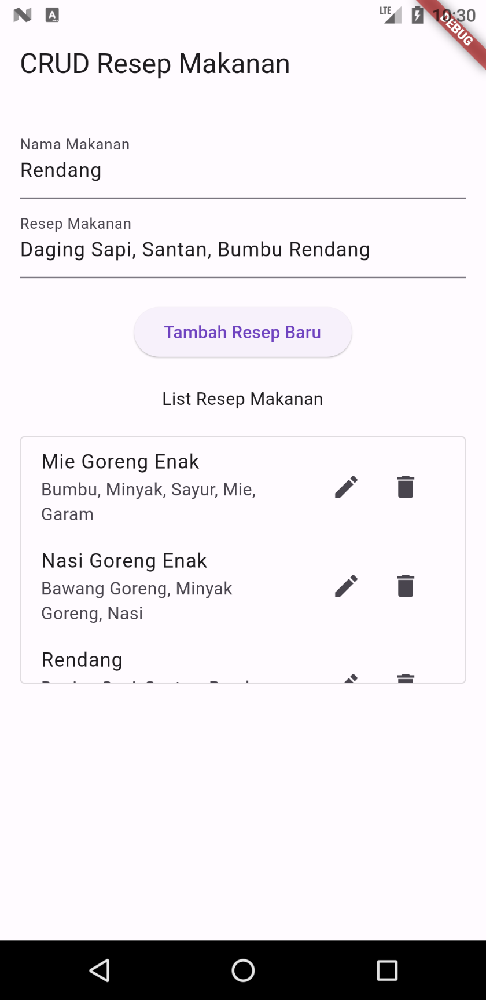 LTE
10:30
DEBUG
CRUD Resep Makanan
Nama Makanan
Rendang
Resep Makanan
Daging Sapi, Santan, Bumbu Rendang
Tambah Resep Baru
List Resep Makanan
Mie Goreng Enak
Bumbu, Minyak, Sayur, Mie,
Garam
Nasi Goreng Enak
Bawang Goreng, Minyak
Goreng, Nasi
Rendang